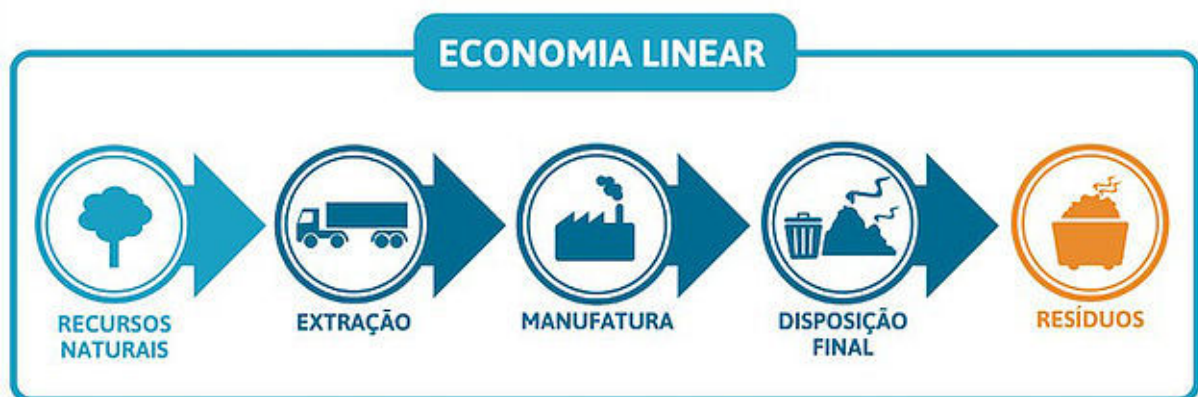 ECONOMIA LINEAR
RECURSOS
NATURAIS
EXTRAÇÃO
MANUFATURA
DISPOSIÇÃO
FINAL
RESÍDUOS